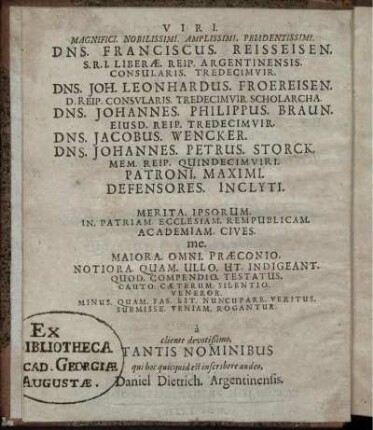 VIRI.
MAGNIFICI. NOBILISSIMI. AMPLISSIMI. PRUDENTISSIMI.
DNS. FRANCISCUS. REISSEISEN.
S.R.I. LIBERÆ. REIP. ARGENTINENSIS.
CONSULARIS. TREDECIMVIR.
DNS. JOH. LEONHARDUS. FROEREISEN.
D. REIP. CONSVLARIS. TREDECIMVIR. SCHOLARCHA.
DNS. JOHANNES. PHILIPPUS. BRAUN.
EIUSD. REIP. TREDECIMVIR.
DNS. JACOBUS. WENCKER.
DNS. JOHANNES. PETRUS. STORCK.
MEM. REIP. QUINDECIMVIRI.
PATRONI. MAXIMI.
DEFENSORES. INCLYTI.
MERITA. IPSORUM.
IN. PATRIAM. ECCLESIAM. REMPUBLICAM.
ACADEMIAM. CIVES.
me.
MAIORA. OMNI. PRÆCONIO.
NOTIORA. QUAM. ULLO. UT. INDIGEANT.
QUOD. COMPENDIO. TESTATUS.
CAUTO. CÆTERUM. SILENTIO.
VENEROR.
MINUS. QUAM. FAS. EST. NUNCUPARE. VERITUS.
SUBMISSE. VENIAM. ROGANTUR.
à
cliente devotissimo,
TANTIS NOMINIBUS
qui hoc quicquid est inscribere audeo,
Daniel Dietrich. Argentinensis.
EX
BIBLIOTHECA
ACAD. GEORGIÆ
AUGUSTÆ.